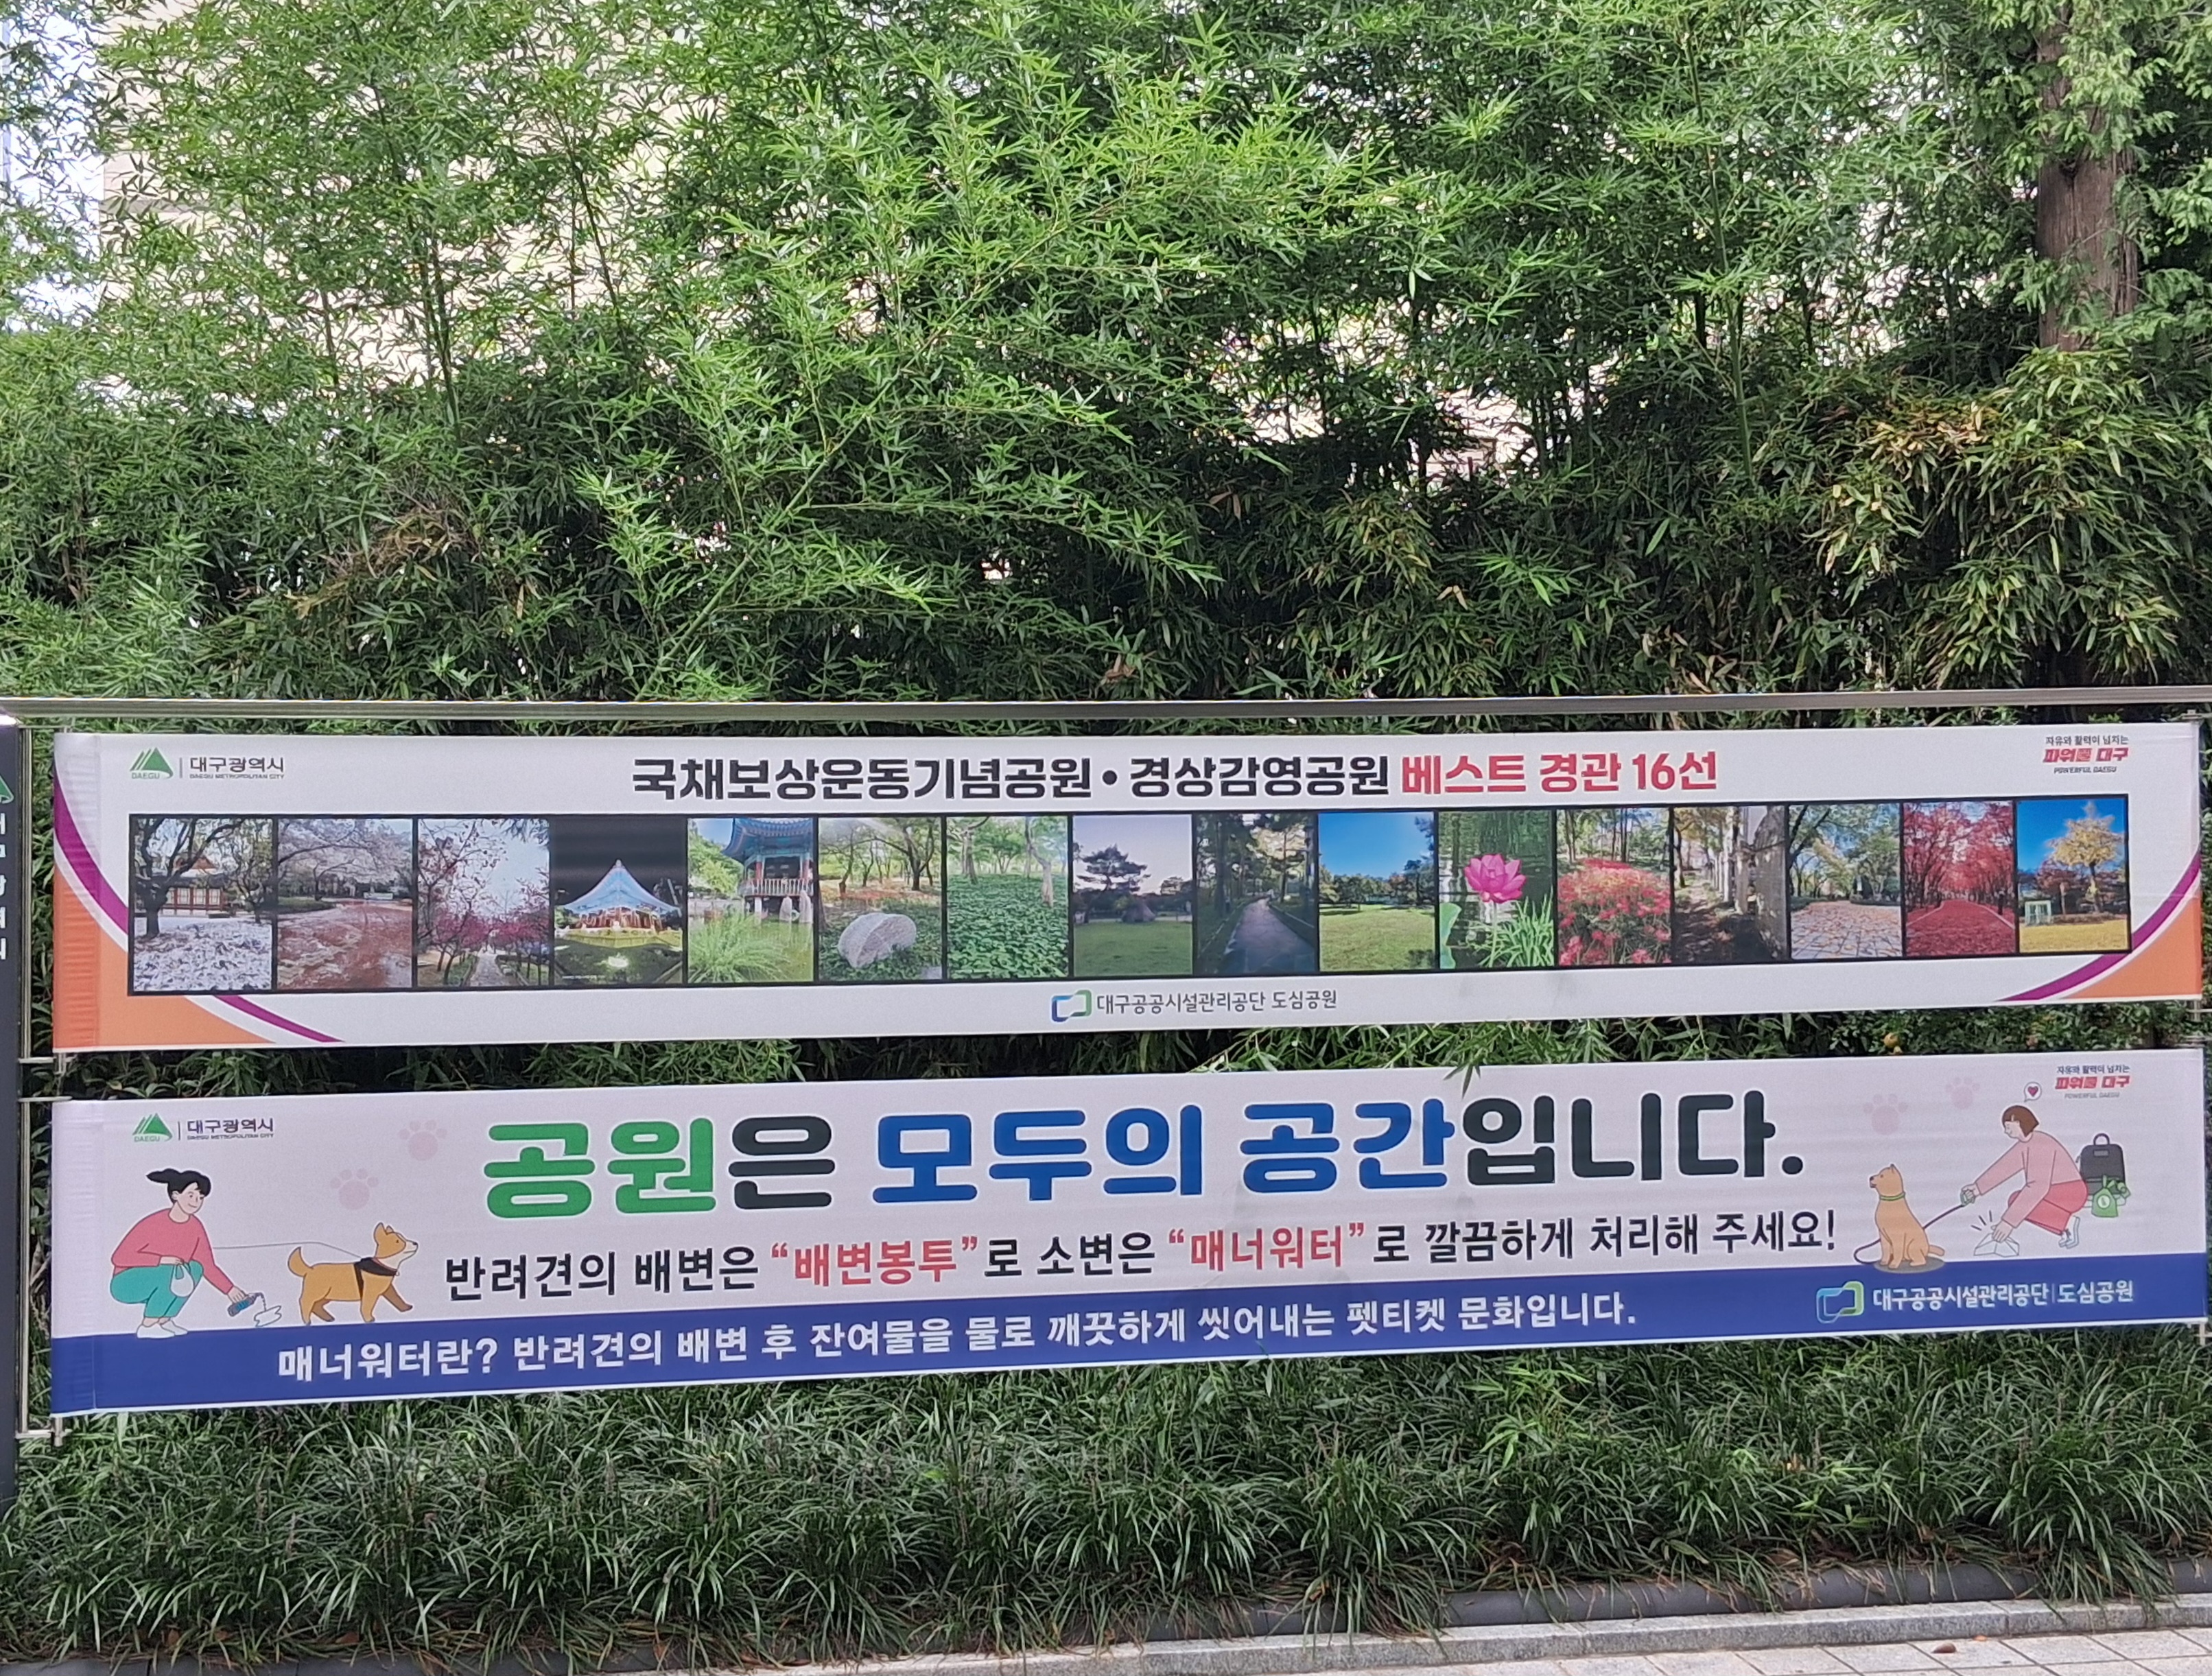 대구광역시
DAEGU
DAEGU METROPOLITAN CITY
국채보상운동기념공원 • 경상감영공원 베스트 경관 16선
자유와 활력이 넘치는
파워풀 대구
POWERFUL DAEGU
대구공공시설관리공단 도심공원
대구광역시
DAEGU
DAEGU METROPOLITAN CITY
자유와 활력이 넘치는
파워풀 대구
POWERFUL DAEGU
공원은 모두의 공간입니다.
반려견의 배변은 “배변봉투”로 소변은 “매너워터”로 깔끔하게 처리해 주세요!
매너워터란? 반려견의 배변 후 잔여물을 물로 깨끗하게 씻어내는 펫티켓 문화입니다.
대구공공시설관리공단 | 도심공원